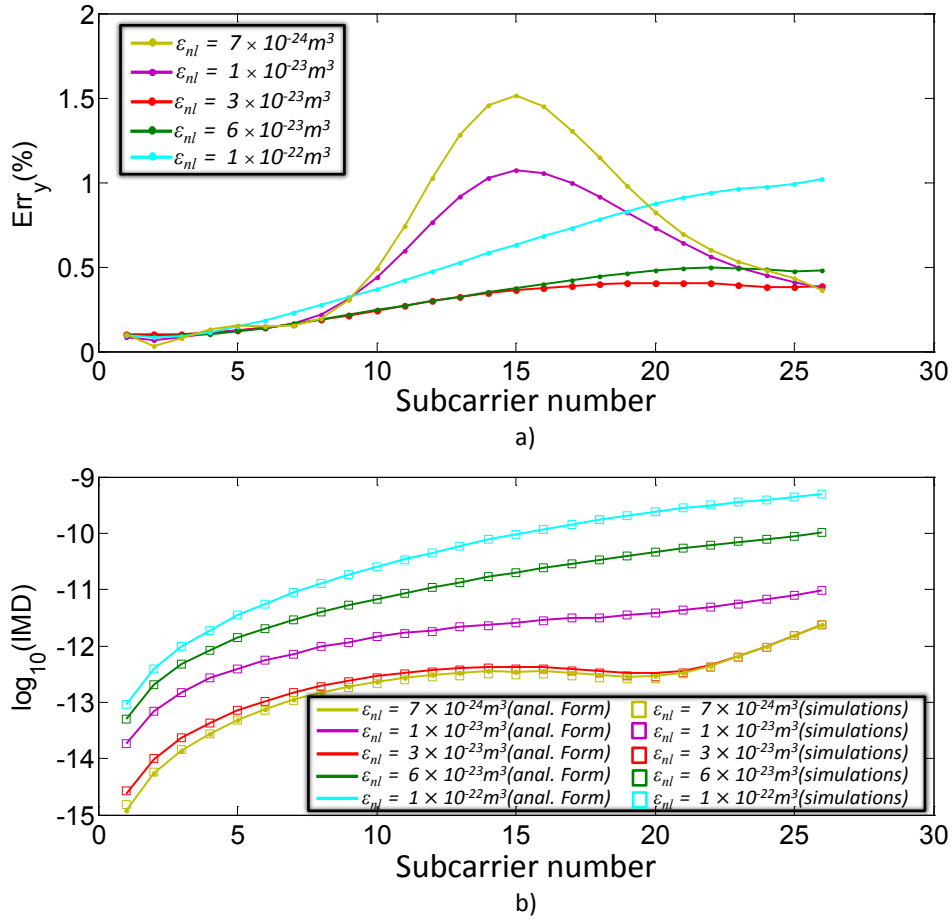 2
1.5
1
0.5
0
Err_y(%)
ε_nl = 7 × 10^-24 m^3
ε_nl = 1 × 10^-23 m^3
ε_nl = 3 × 10^-23 m^3
ε_nl = 6 × 10^-23 m^3
ε_nl = 1 × 10^-22 m^3
0 5 10 15 20 25 30
Subcarrier number
a)
-9
-10
-11
-12
-13
-14
-15
log_10(IMD)
ε_nl = 7 × 10^-24 m^3(anal. Form) ε_nl = 7 × 10^-24 m^3(simulations)
ε_nl = 1 × 10^-23 m^3(anal. Form) ε_nl = 1 × 10^-23 m^3(simulations)
ε_nl = 3 × 10^-23 m^3(anal. Form) ε_nl = 3 × 10^-23 m^3(simulations)
ε_nl = 6 × 10^-23 m^3(anal. Form) ε_nl = 6 × 10^-23 m^3(simulations)
ε_nl = 1 × 10^-22 m^3(anal. Form) ε_nl = 1 × 10^-22 m^3(simulations)
0 5 10 15 20 25 30
Subcarrier number
b)